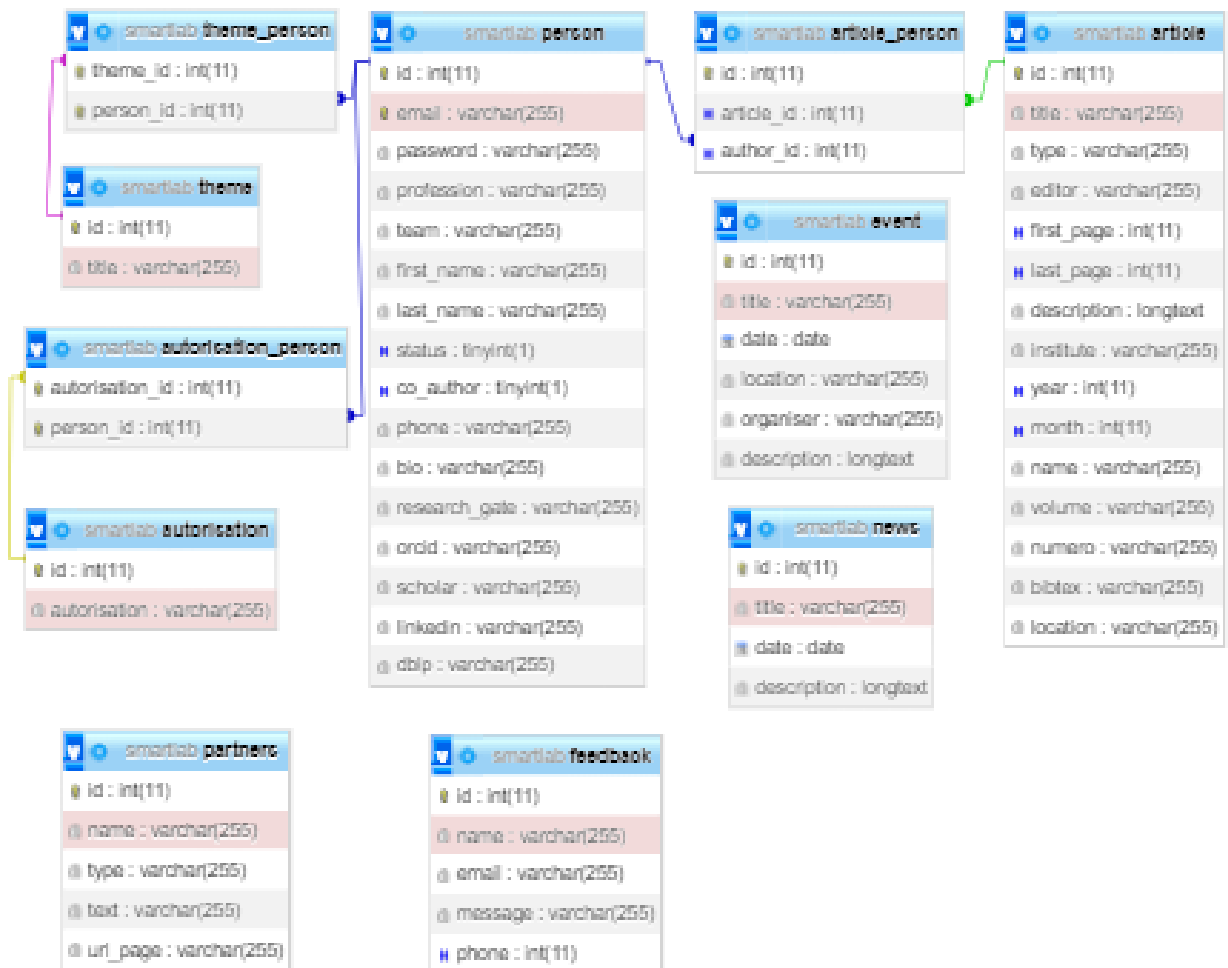 smartlab theme_person
theme_id : int(11)
person_id : int(11)
smartlab theme
id : int(11)
title : varchar(255)
smartlab autorisation_person
autorisation_id : int(11)
person_id : int(11)
smartlab autorisation
id : int(11)
autorisation : varchar(255)
smartlab person
id : int(11)
email : varchar(255)
password : varchar(255)
profession : varchar(255)
team : varchar(255)
first_name : varchar(255)
last_name : varchar(255)
status : tinyint(1)
co_author : tinyint(1)
phone : varchar(255)
bio : varchar(255)
research_gate : varchar(255)
orcid : varchar(255)
scholar : varchar(255)
linkedin : varchar(255)
dblp : varchar(255)
smartlab article_person
id : int(11)
article_id : int(11)
author_id : int(11)
smartlab event
id : int(11)
title : varchar(255)
date : date
location : varchar(255)
organiser : varchar(255)
description : longtext
smartlab news
id : int(11)
title : varchar(255)
date : date
description : longtext
smartlab article
id : int(11)
title : varchar(255)
type : varchar(255)
editor : varchar(255)
first_page : int(11)
last_page : int(11)
description : longtext
institute : varchar(255)
year : int(11)
month : int(11)
name : varchar(255)
volume : varchar(255)
numero : varchar(255)
bibtex : varchar(255)
location : varchar(255)
smartlab partners
id : int(11)
name : varchar(255)
type : varchar(255)
text : varchar(255)
url_page : varchar(255)
smartlab feedback
id : int(11)
name : varchar(255)
email : varchar(255)
message : varchar(255)
phone : int(11)